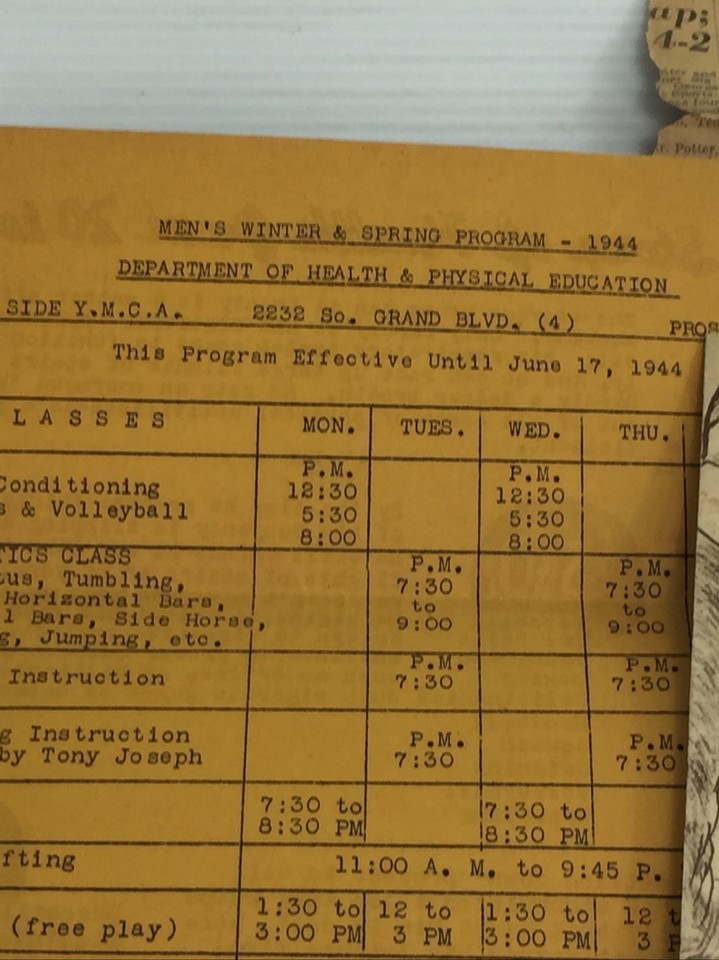 ap;
4-2
Potter,
MEN'S WINTER & SPRING PROGRAM - 1944
DEPARTMENT OF HEALTH & PHYSICAL EDUCATION
SIDE Y.M.C.A. 2232 So. GRAND BLVD. (4) PROS
This Program Effective Until June 17, 1944
LASSES MON. TUES. WED. THU.
P.M. P.M.
Conditioning 12:30 12:30
s & Volleyball 5:30 5:30
8:00 8:00
TICS CLASS P.M. P.M.
tus, Tumbling, 7:30 7:30
Horizontal Bars, to to
l Bars, Side Horse, 9:00 9:00
g, Jumping, etc.
P.M. P.M.
Instruction 7:30 7:30
g Instruction P.M. P.M.
by Tony Joseph 7:30 7:30
7:30 to 7:30 to
8:30 PM 8:30 PM
fting 11:00 A. M. to 9:45 P.
1:30 to 12 to 1:30 to 12 t
(free play) 3:00 PM 3 PM 3:00 PM 3 P